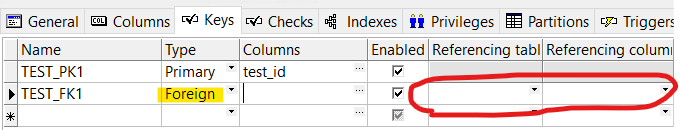 General Columns Keys Checks Indexes Privileges Partitions Triggers
Name Type Columns Enabled Referencing tabl Referencing colum
TEST_PK1 Primary test_id ...
TEST_FK1 Foreign ...
...